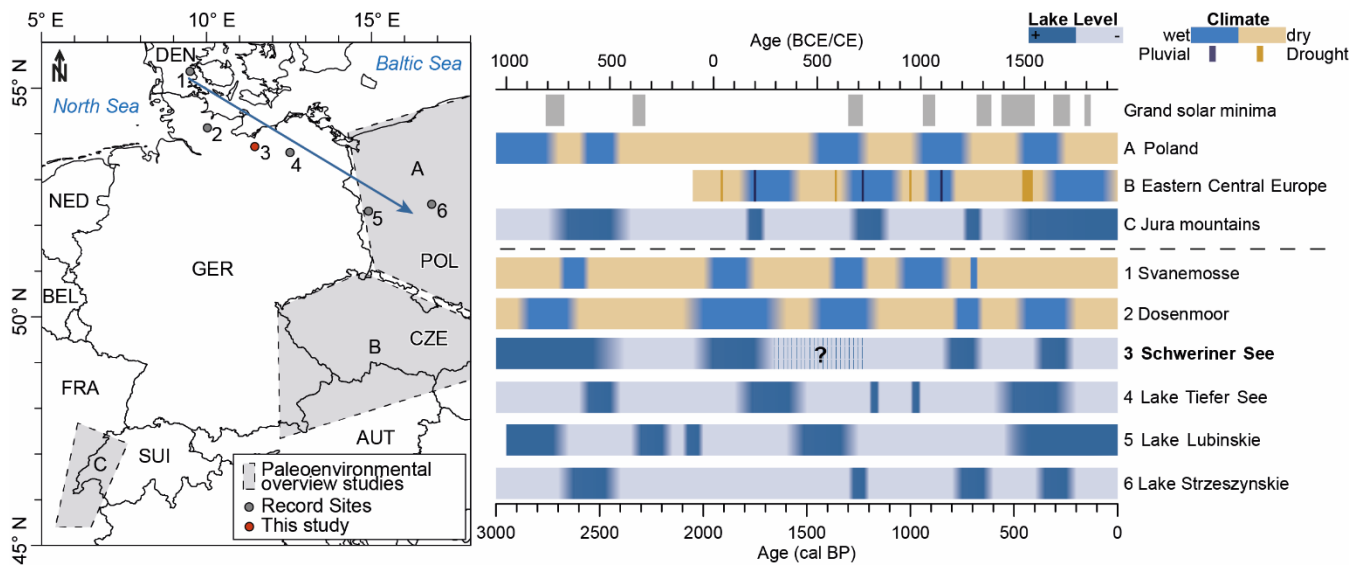 5° E 10° E 15° E
55° N
50° N
45° N
N
DEN
Baltic Sea
North Sea
1
2
3
4
A
6
5
NED
POL
GER
BEL
CZE
B
FRA
AUT
SUI
C
Paleoenvironmental
overview studies
Record Sites
This study
Lake Level
+ -
Climate
wet dry
Pluvial Drought
Age (BCE/CE)
1000 500 0 500 1000 1500
Grand solar minima
A Poland
B Eastern Central Europe
C Jura mountains
1 Svanemosse
2 Dosenmoor
3 Schweriner See
?
4 Lake Tiefer See
5 Lake Lubinskie
6 Lake Strzeszynskie
3000 2500 2000 1500 1000 500 0
Age (cal BP)